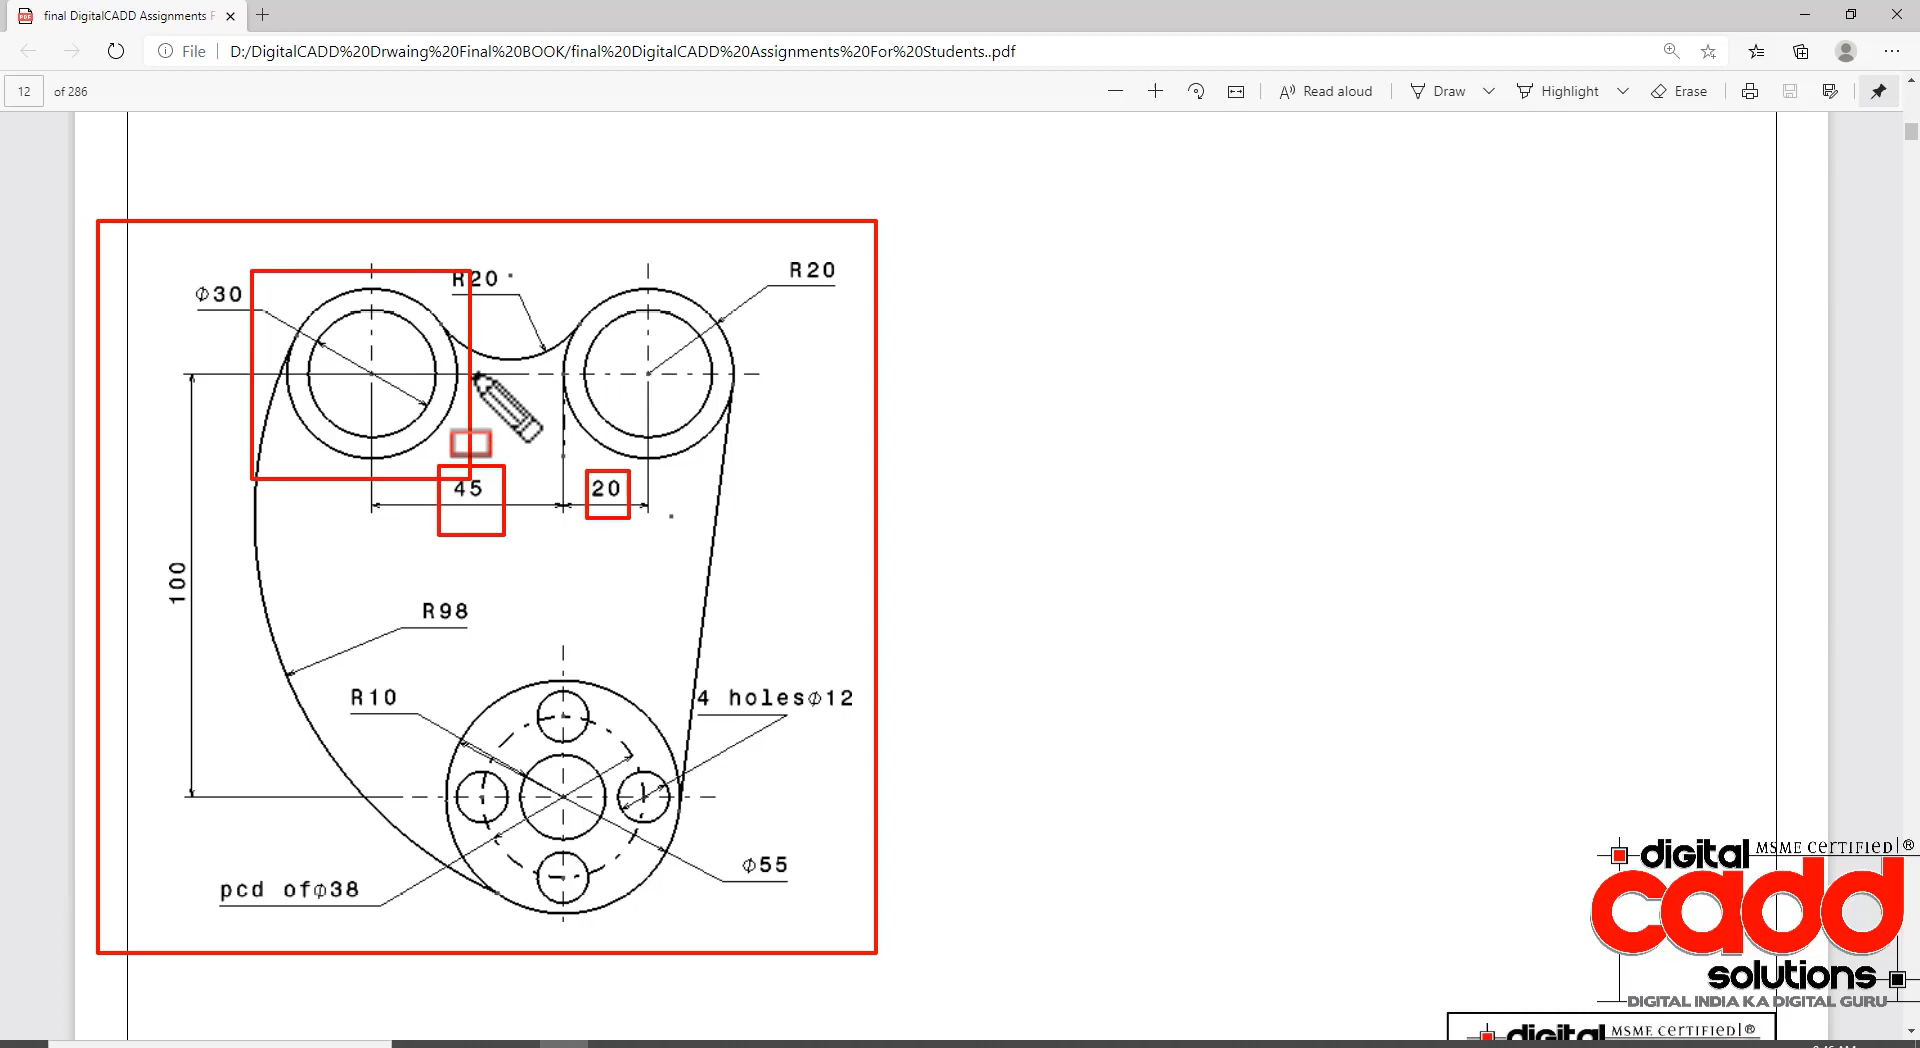 final DigitalCADD Assignments F
File
D:/DigitalCADD%20Drwaing%20Final%20BOOK/final%20DigitalCADD%20Assignments%20For%20Students..pdf
12 of 286
Read aloud
Draw
Highlight
Erase
R20
R20
ϕ30
45
20
100
R98
R10
4 holesϕ12
ϕ55
pcd ofϕ38
digital MSME CERTIFIED ®
cadd
solutions
DIGITAL INDIA KA DIGITAL GURU
digital MSME CERTIFIED ®